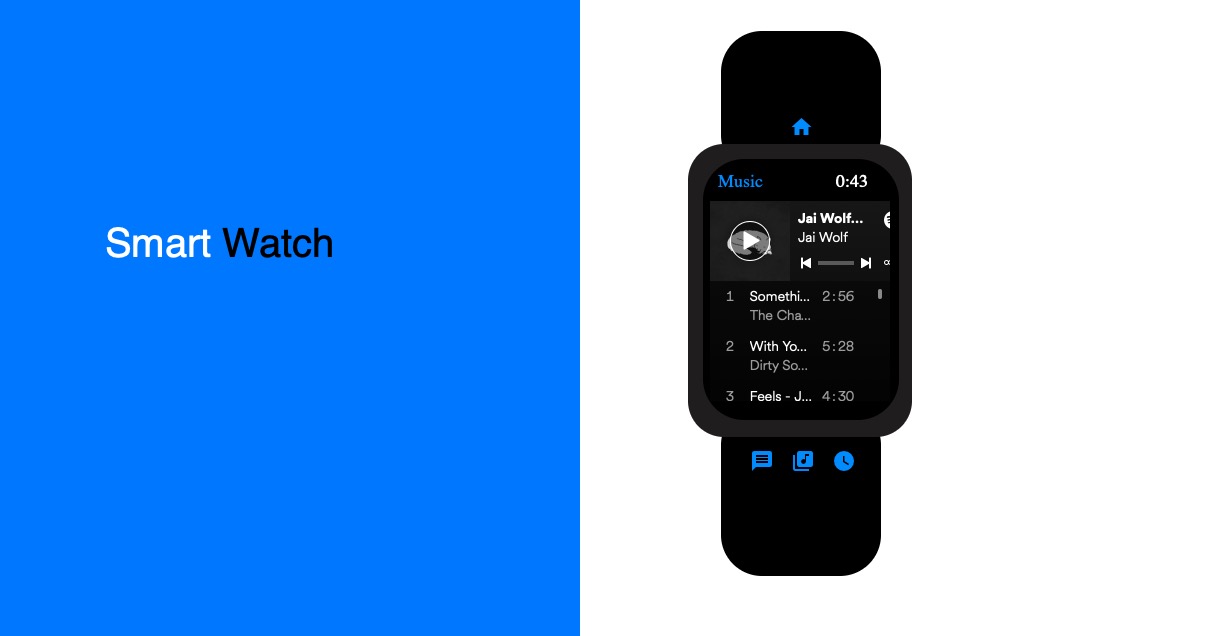 Smart Watch
Music 0:43
Jai Wolf...
Jai Wolf
1 Somethi... 2:56
The Cha...
2 With Yo... 5:28
Dirty So...
3 Feels - J... 4:30